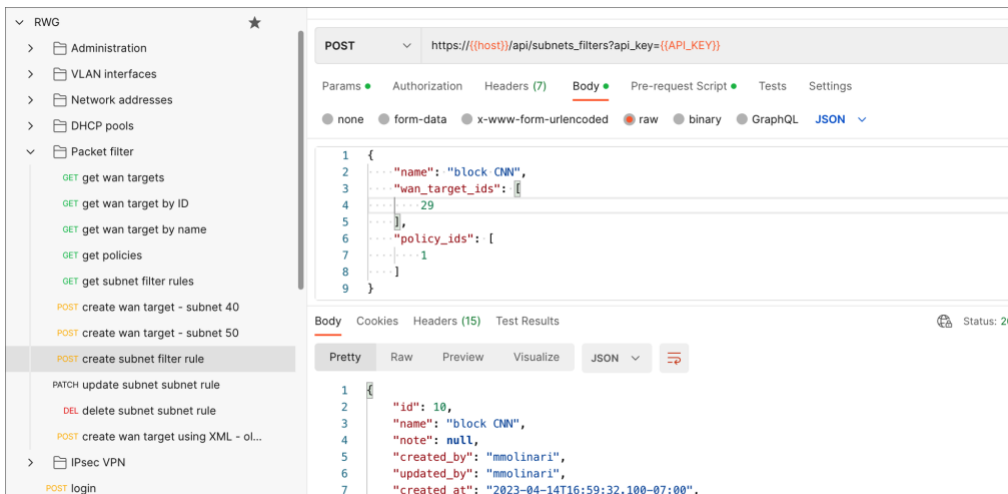 RWG
Administration
VLAN interfaces
Network addresses
DHCP pools
Packet filter
GET get wan targets
GET get wan target by ID
GET get wan target by name
GET get policies
GET get subnet filter rules
POST create wan target - subnet 40
POST create wan target - subnet 50
POST create subnet filter rule
PATCH update subnet subnet rule
DEL delete subnet subnet rule
POST create wan target using XML - ol...
IPsec VPN
POST login
POST https://{{host}}/api/subnets_filters?api_key={{API_KEY}}
Params Authorization Headers (7) Body Pre-request Script Tests Settings
none form-data x-www-form-urlencoded raw binary GraphQL JSON
1 {
2 "name": "block CNN",
3 "wan_target_ids": [
4 29
5 ],
6 "policy_ids": [
7 1
8 ]
9 }
Body Cookies Headers (15) Test Results Status: 20
Pretty Raw Preview Visualize JSON
1 {
2 "id": 10,
3 "name": "block CNN",
4 "note": null,
5 "created_by": "mmolinari",
6 "updated_by": "mmolinari",
7 "created_at": "2023-04-14T16:59:32.100-07:00",